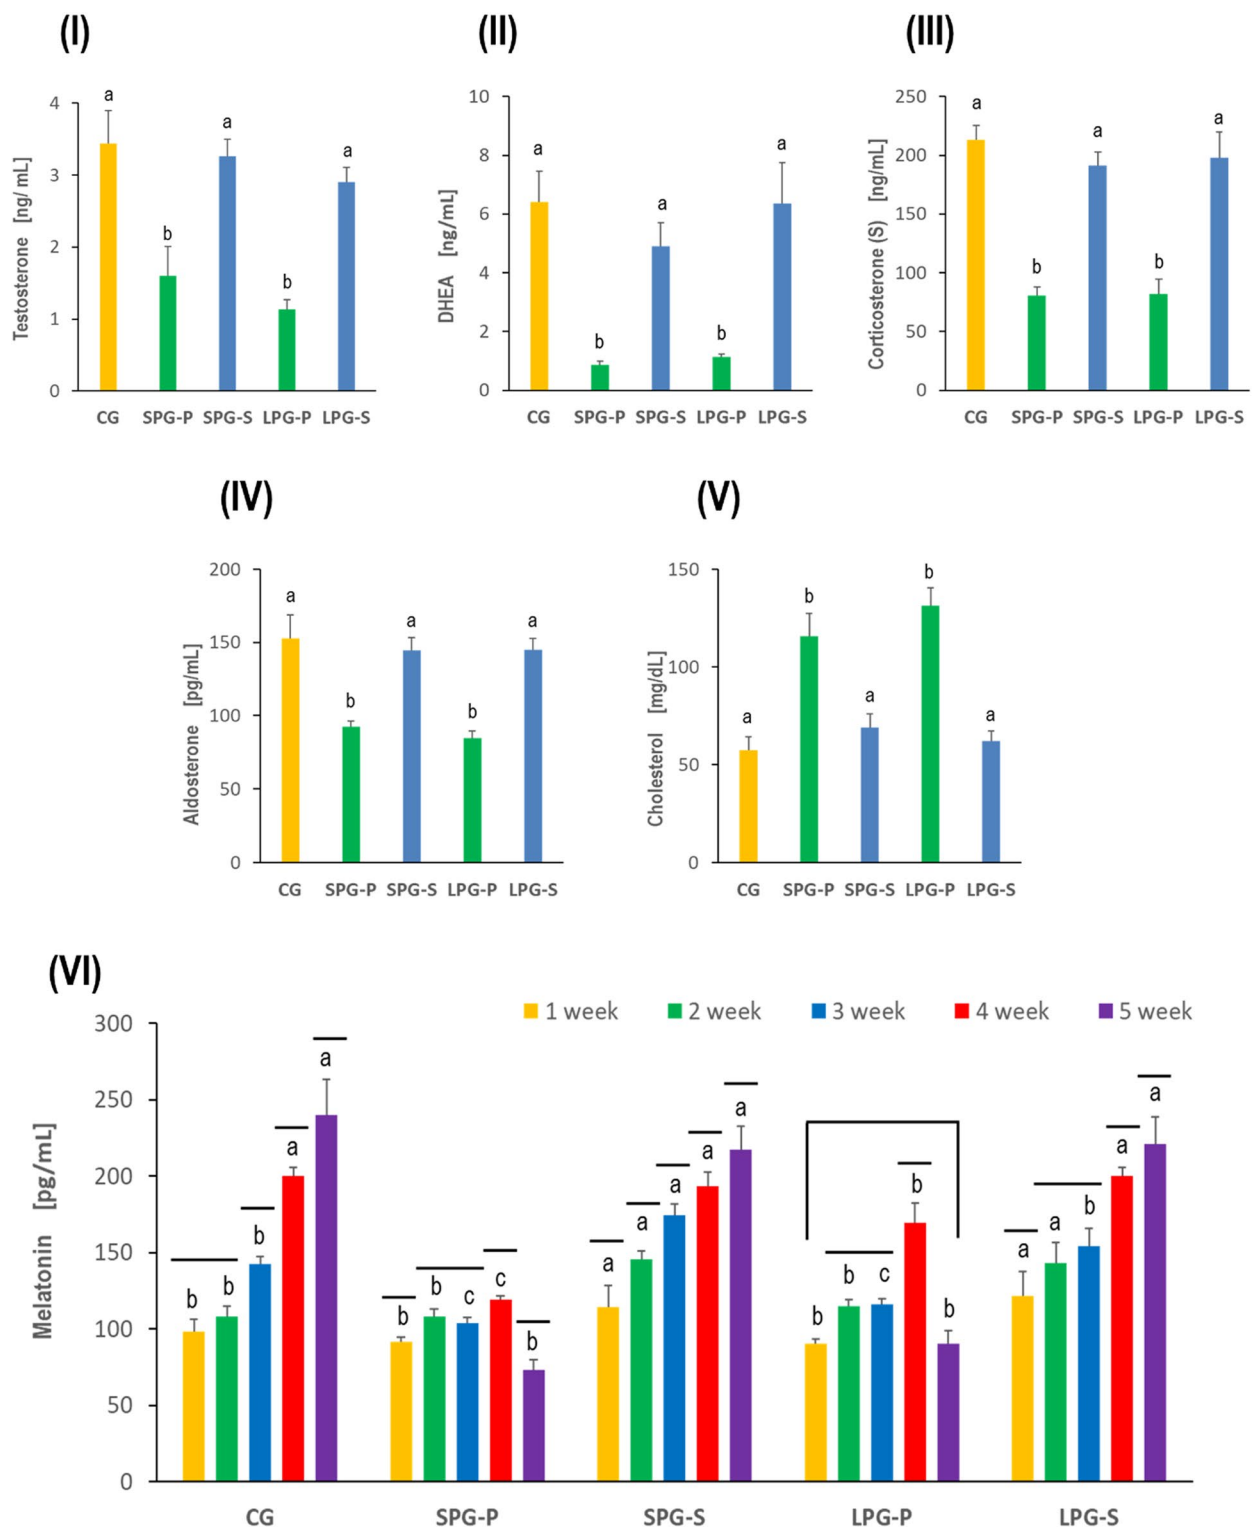 (I)
(II)
(III)
Testosterone [ng/ mL]
4
3
2
1
0
a
b
a
b
a
CG SPG-P SPG-S LPG-P LPG-S
DHEA [ng/mL]
10
8
6
4
2
0
a
b
a
b
a
CG SPG-P SPG-S LPG-P LPG-S
Corticosterone (S) [ng/mL]
250
200
150
100
50
0
a
b
a
b
a
CG SPG-P SPG-S LPG-P LPG-S
(IV)
(V)
Aldosterone [pg/mL]
200
150
100
50
0
a
b
a
b
a
CG SPG-P SPG-S LPG-P LPG-S
Cholesterol [mg/dL]
150
100
50
0
a
b
a
b
a
CG SPG-P SPG-S LPG-P LPG-S
(VI)
1 week 2 week 3 week 4 week 5 week
Melatonin [pg/mL]
300
250
200
150
100
50
0
b b b a a
b b c c b
a a a a a
b b c b b
a a b a a
CG SPG-P SPG-S LPG-P LPG-S